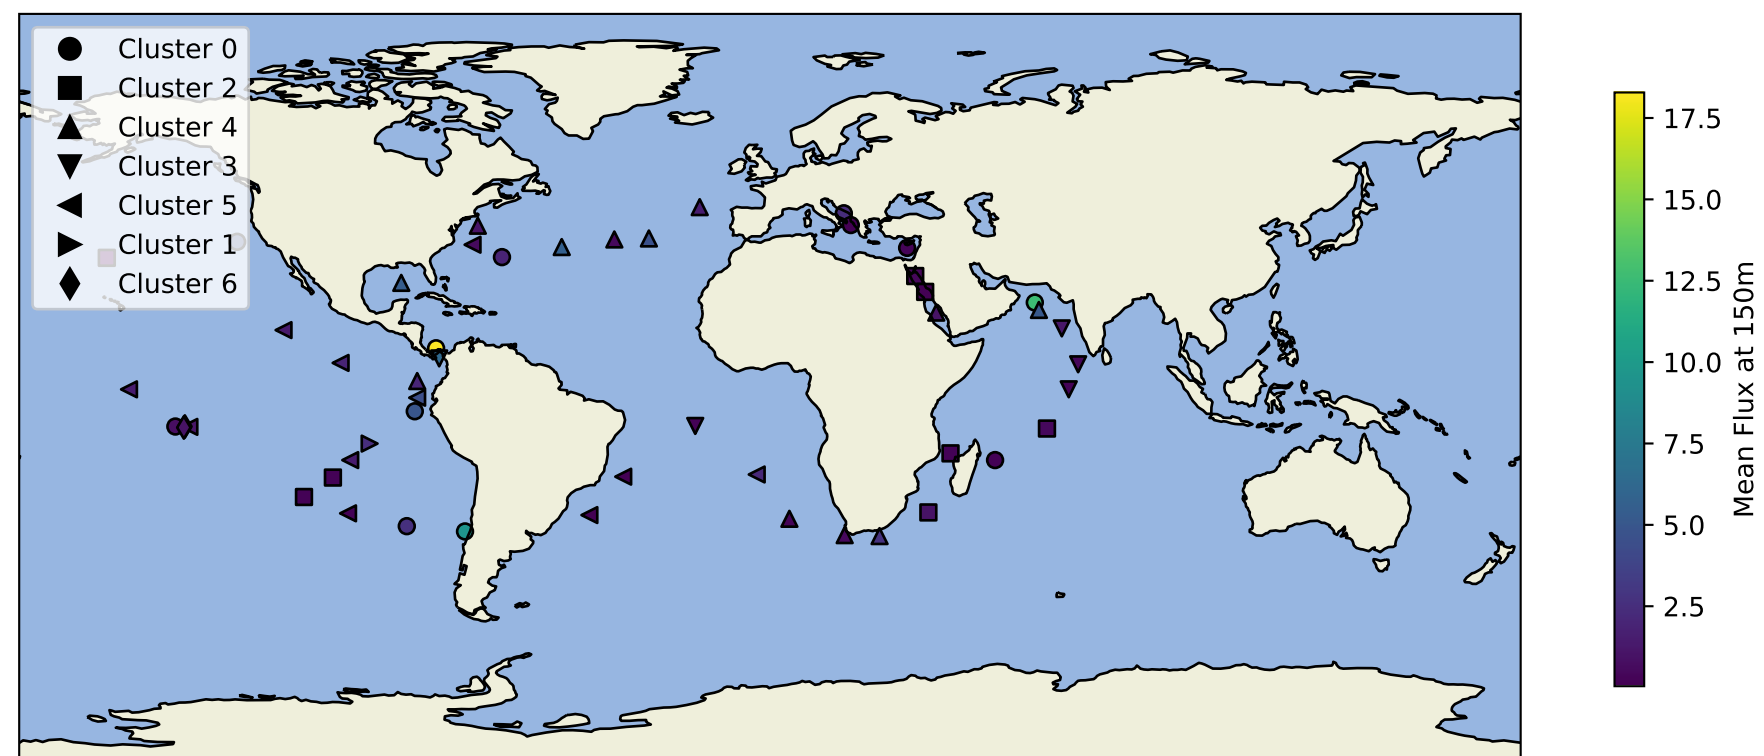 Cluster 0
Cluster 2
Cluster 4
Cluster 3
Cluster 5
Cluster 1
Cluster 6
17.5
15.0
12.5
10.0
7.5
5.0
2.5
Mean Flux at 150m